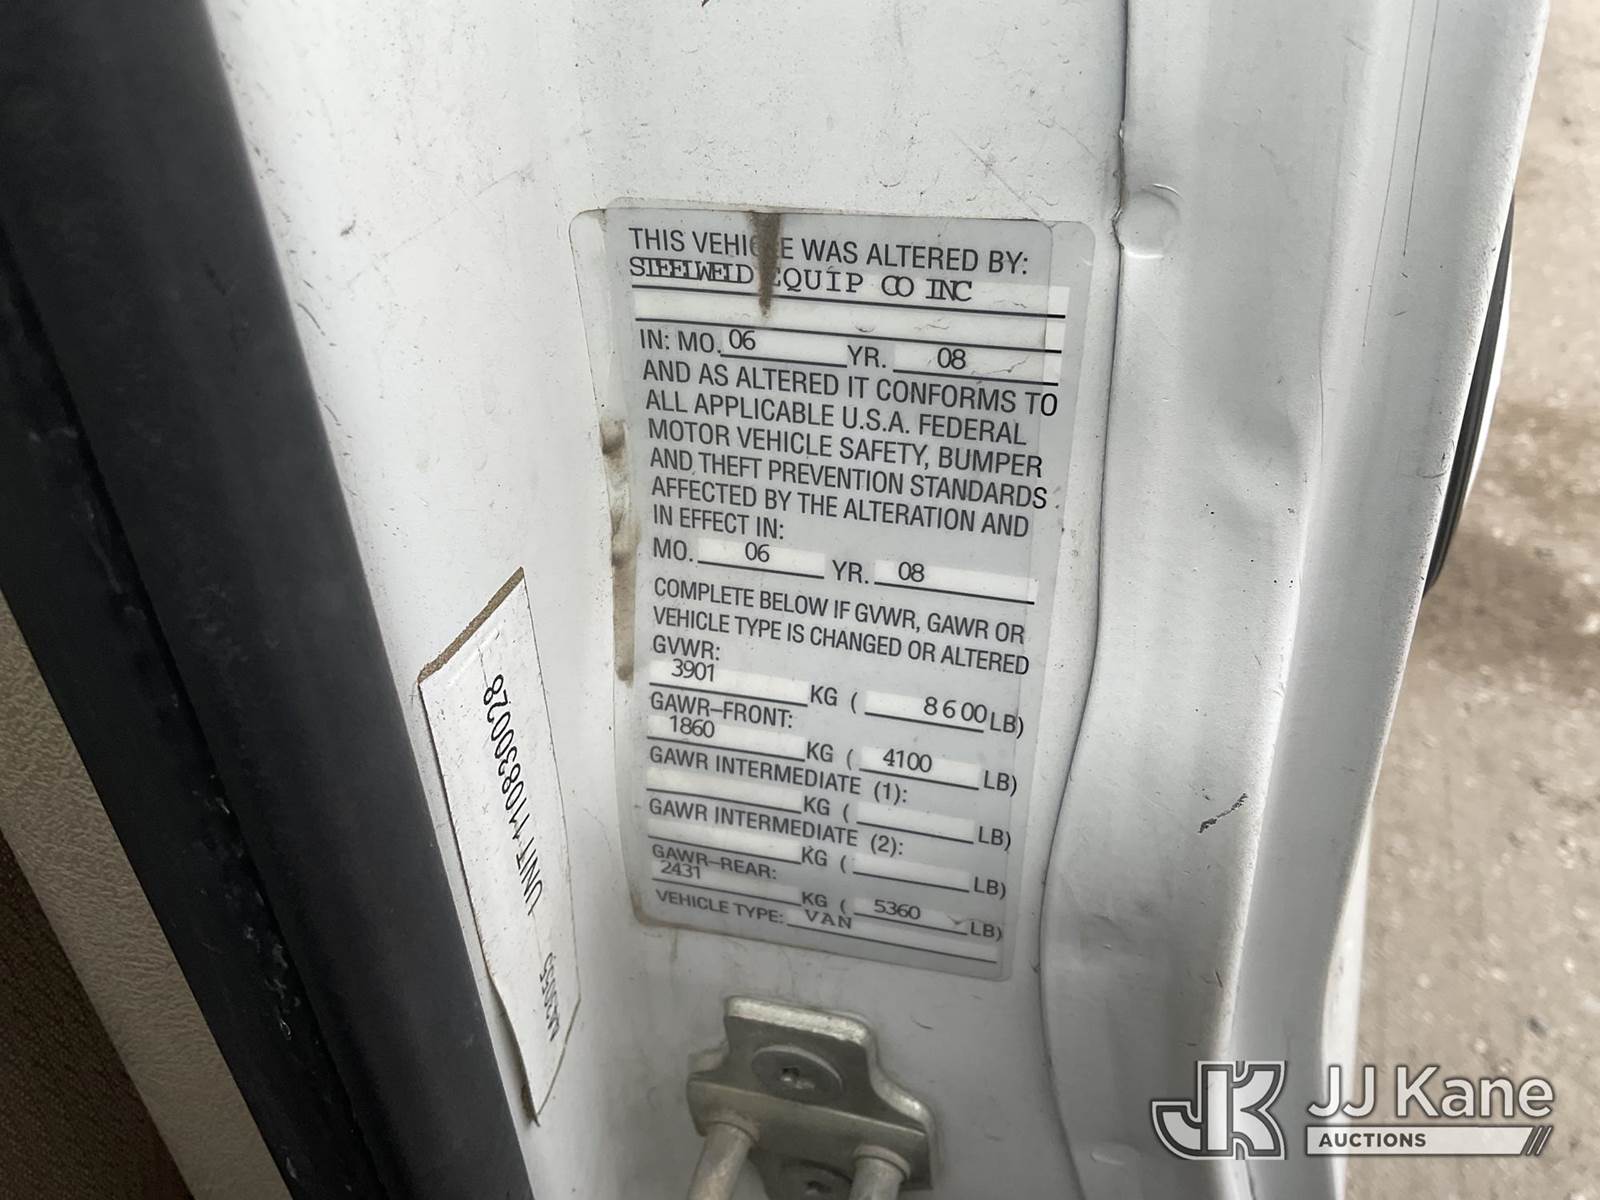 THIS VEHICLE WAS ALTERED BY:
STEELWELD EQUIP CO INC
IN: MO. 06 YR. 08
AND AS ALTERED IT CONFORMS TO
ALL APPLICABLE U.S.A. FEDERAL
MOTOR VEHICLE SAFETY, BUMPER
AND THEFT PREVENTION STANDARDS
AFFECTED BY THE ALTERATION AND
IN EFFECT IN:
MO. 06 YR. 08
COMPLETE BELOW IF GVWR, GAWR OR
VEHICLE TYPE IS CHANGED OR ALTERED
GVWR:
3901 KG ( 8600 LB)
GAWR-FRONT:
1860 KG ( 4100 LB)
GAWR INTERMEDIATE (1):
KG ( LB)
GAWR INTERMEDIATE (2):
KG ( LB)
GAWR-REAR:
2431 KG ( 5360 LB)
VEHICLE TYPE: VAN
UNIT 110830028
JK JJ Kane
AUCTIONS